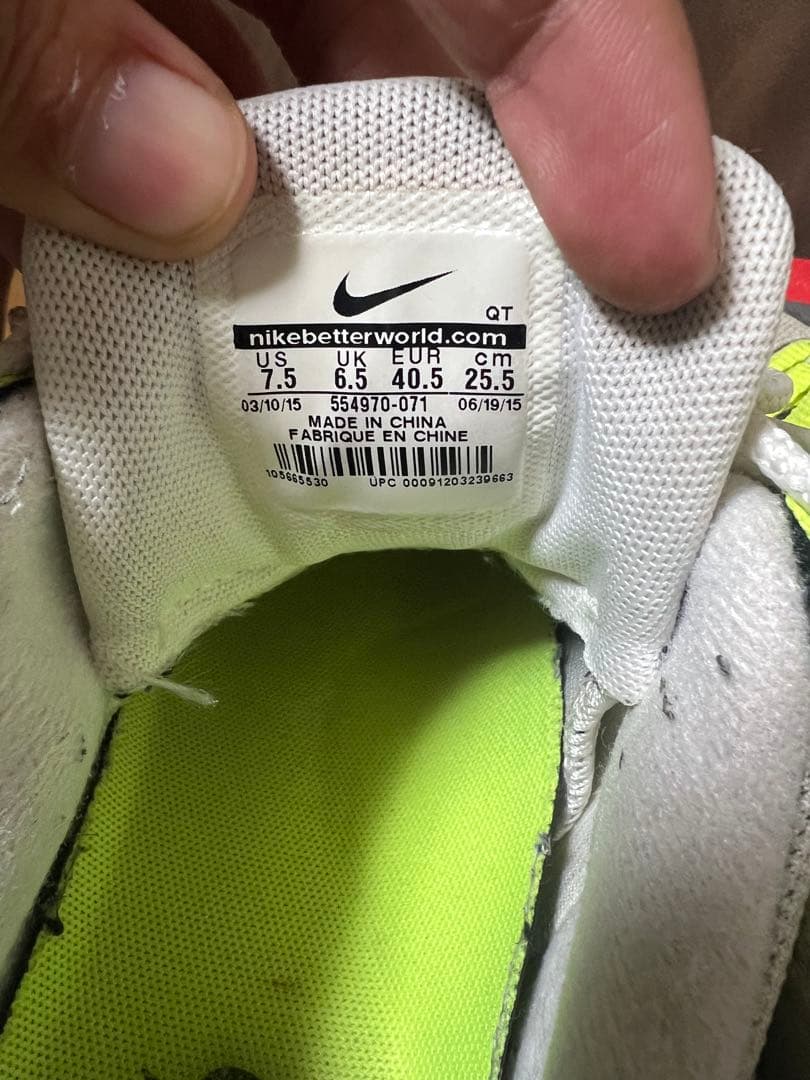 QT
nikebetterworld.com
US UK EUR cm
7.5 6.5 40.5 25.5
03/10/15 554970-071 06/19/15
MADE IN CHINA
FABRIQUE EN CHINE
105665530 UPC 00091203239663